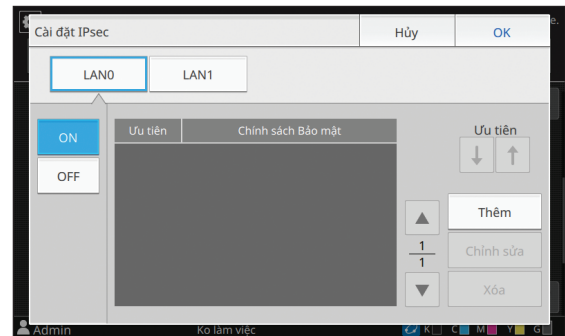 e.
Cài đặt IPsec
Hủy
OK
LAN0
LAN1
ON
OFF
Ưu tiên
Chính sách Bảo mật
Ưu tiên
Thêm
1
1
Chỉnh sửa
Xóa
Admin
Ko làm việc
K
C
M
Y
G